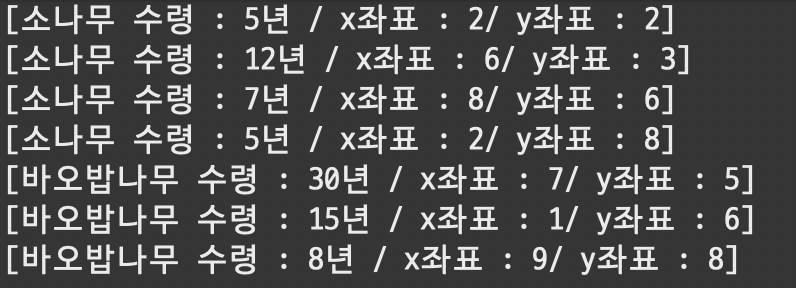 [소나무 수령 : 5년 / x좌표 : 2/ y좌표 : 2]
[소나무 수령 : 12년 / x좌표 : 6/ y좌표 : 3]
[소나무 수령 : 7년 / x좌표 : 8/ y좌표 : 6]
[소나무 수령 : 5년 / x좌표 : 2/ y좌표 : 8]
[바오밥나무 수령 : 30년 / x좌표 : 7/ y좌표 : 5]
[바오밥나무 수령 : 15년 / x좌표 : 1/ y좌표 : 6]
[바오밥나무 수령 : 8년 / x좌표 : 9/ y좌표 : 8]